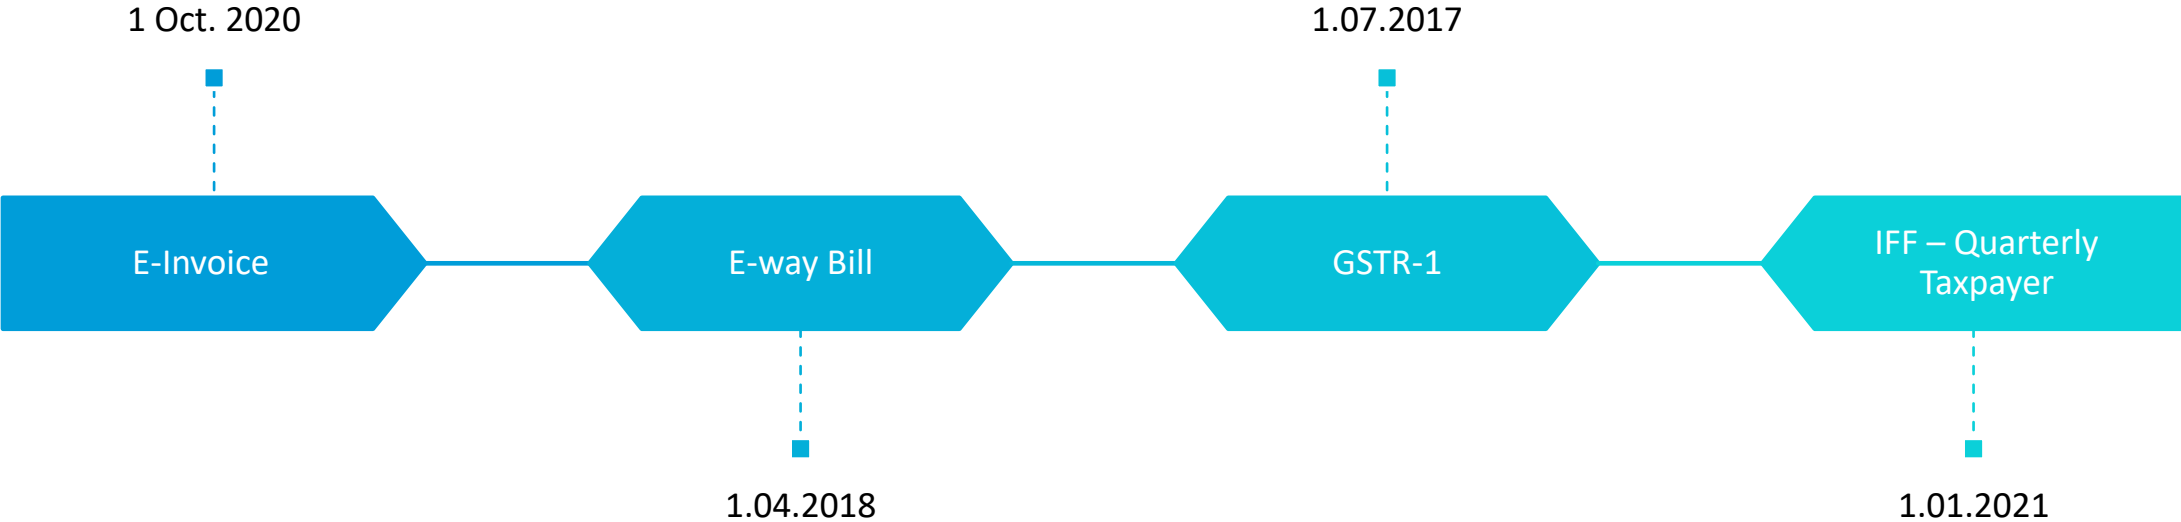 1 Oct. 2020
1.07.2017
E-Invoice
E-way Bill
GSTR-1
IFF – Quarterly
Taxpayer
1.04.2018
1.01.2021